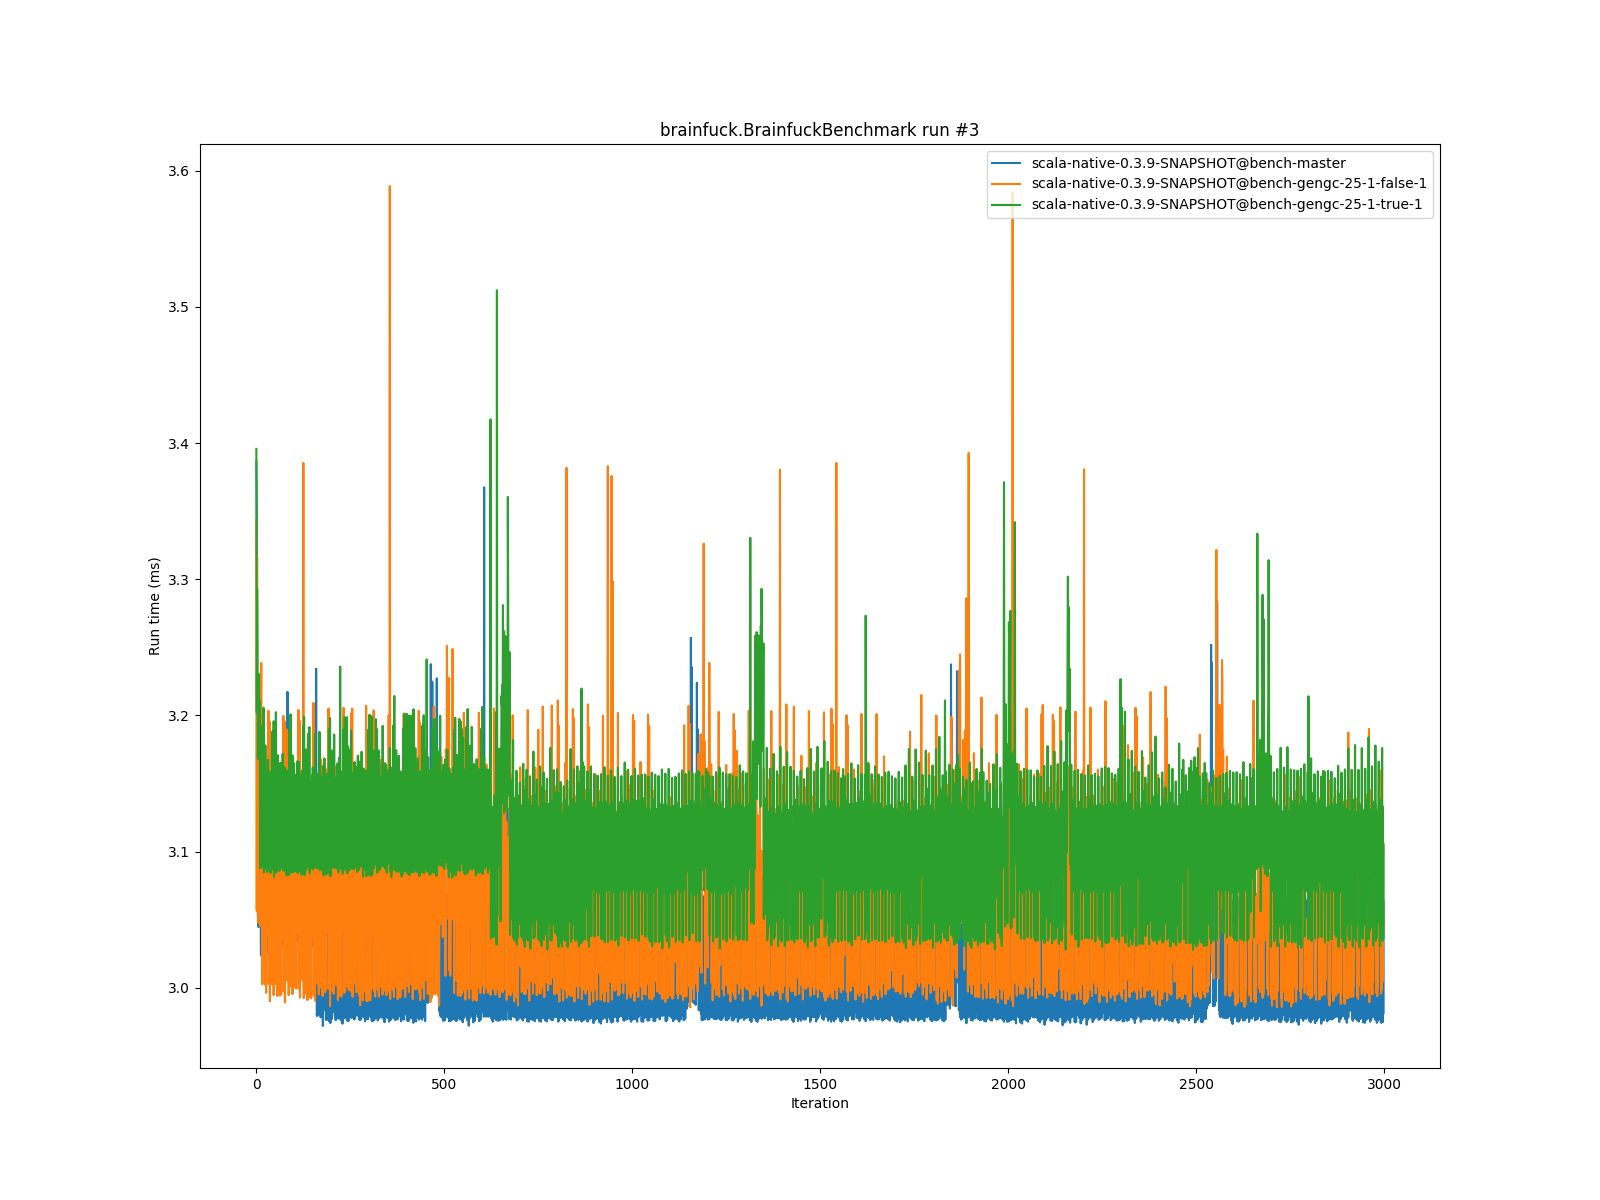 brainfuck.BrainfuckBenchmark run #3
scala-native-0.3.9-SNAPSHOT@bench-master
scala-native-0.3.9-SNAPSHOT@bench-gengc-25-1-false-1
scala-native-0.3.9-SNAPSHOT@bench-gengc-25-1-true-1
Run time (ms)
3.6
3.5
3.4
3.3
3.2
3.1
3.0
0
500
1000
1500
2000
2500
3000
Iteration